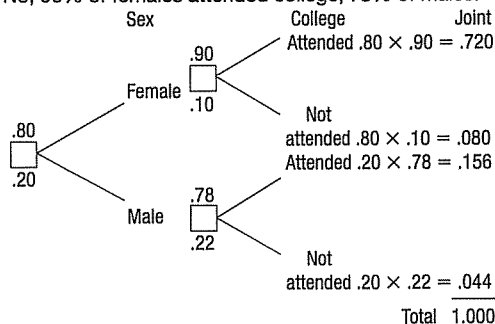 Sex College Joint
.90 Attended .80 × .90 = .720
Female
.10
Not
.80 attended .80 × .10 = .080
.20 Attended .20 × .78 = .156
.78
Male
.22
Not
attended .20 × .22 = .044
Total 1.000